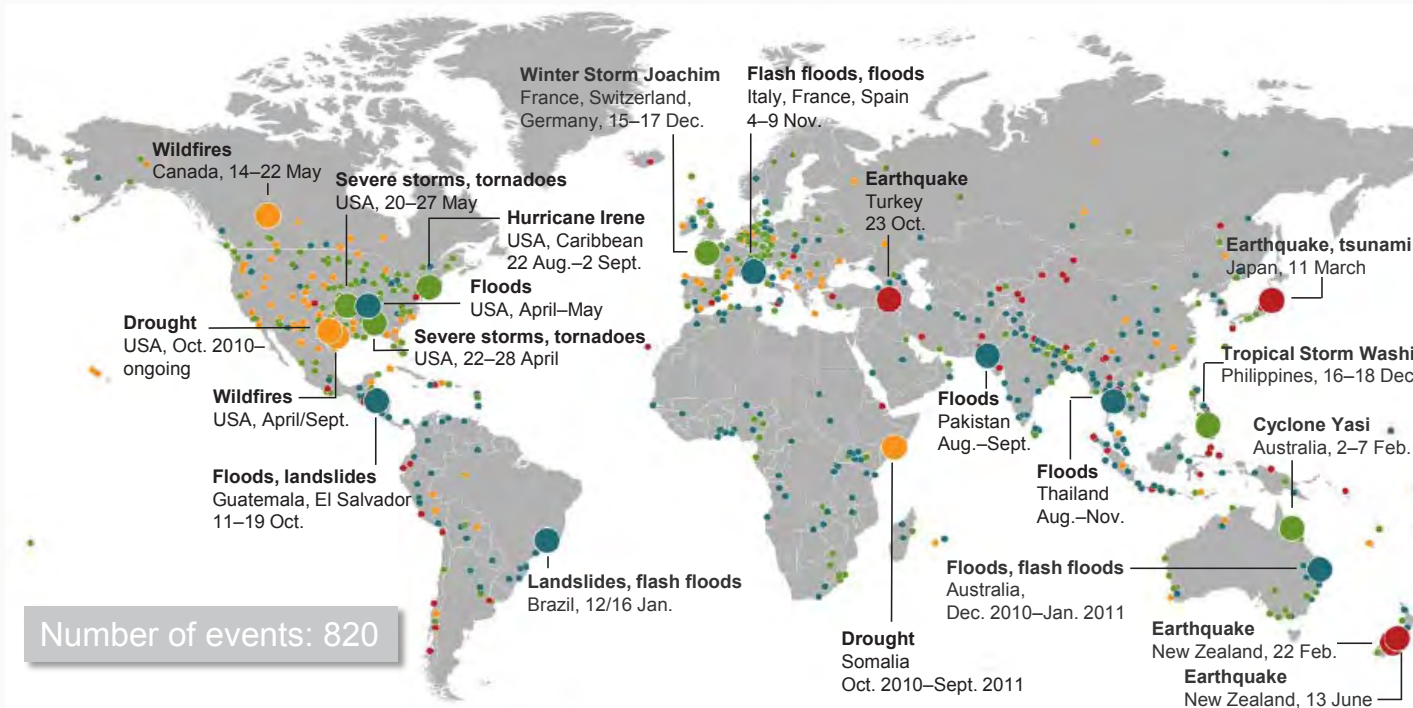 Winter Storm Joachim
France, Switzerland,
Germany, 15–17 Dec.
Flash floods, floods
Italy, France, Spain
4–9 Nov.
Wildfires
Canada, 14–22 May
Severe storms, tornadoes
USA, 20–27 May
Hurricane Irene
USA, Caribbean
22 Aug.–2 Sept.
Earthquake
Turkey
23 Oct.
Earthquake, tsunami
Japan, 11 March
Floods
USA, April–May
Drought
USA, Oct. 2010–
ongoing
Severe storms, tornadoes
USA, 22–28 April
Wildfires
USA, April/Sept.
Floods
Pakistan
Aug.–Sept.
Tropical Storm Washi
Philippines, 16–18 Dec
Cyclone Yasi
Australia, 2–7 Feb.
Floods, landslides
Guatemala, El Salvador
11–19 Oct.
Floods
Thailand
Aug.–Nov.
Landslides, flash floods
Brazil, 12/16 Jan.
Floods, flash floods
Australia,
Dec. 2010–Jan. 2011
Number of events: 820
Drought
Somalia
Oct. 2010–Sept. 2011
Earthquake
New Zealand, 22 Feb.
Earthquake
New Zealand, 13 June